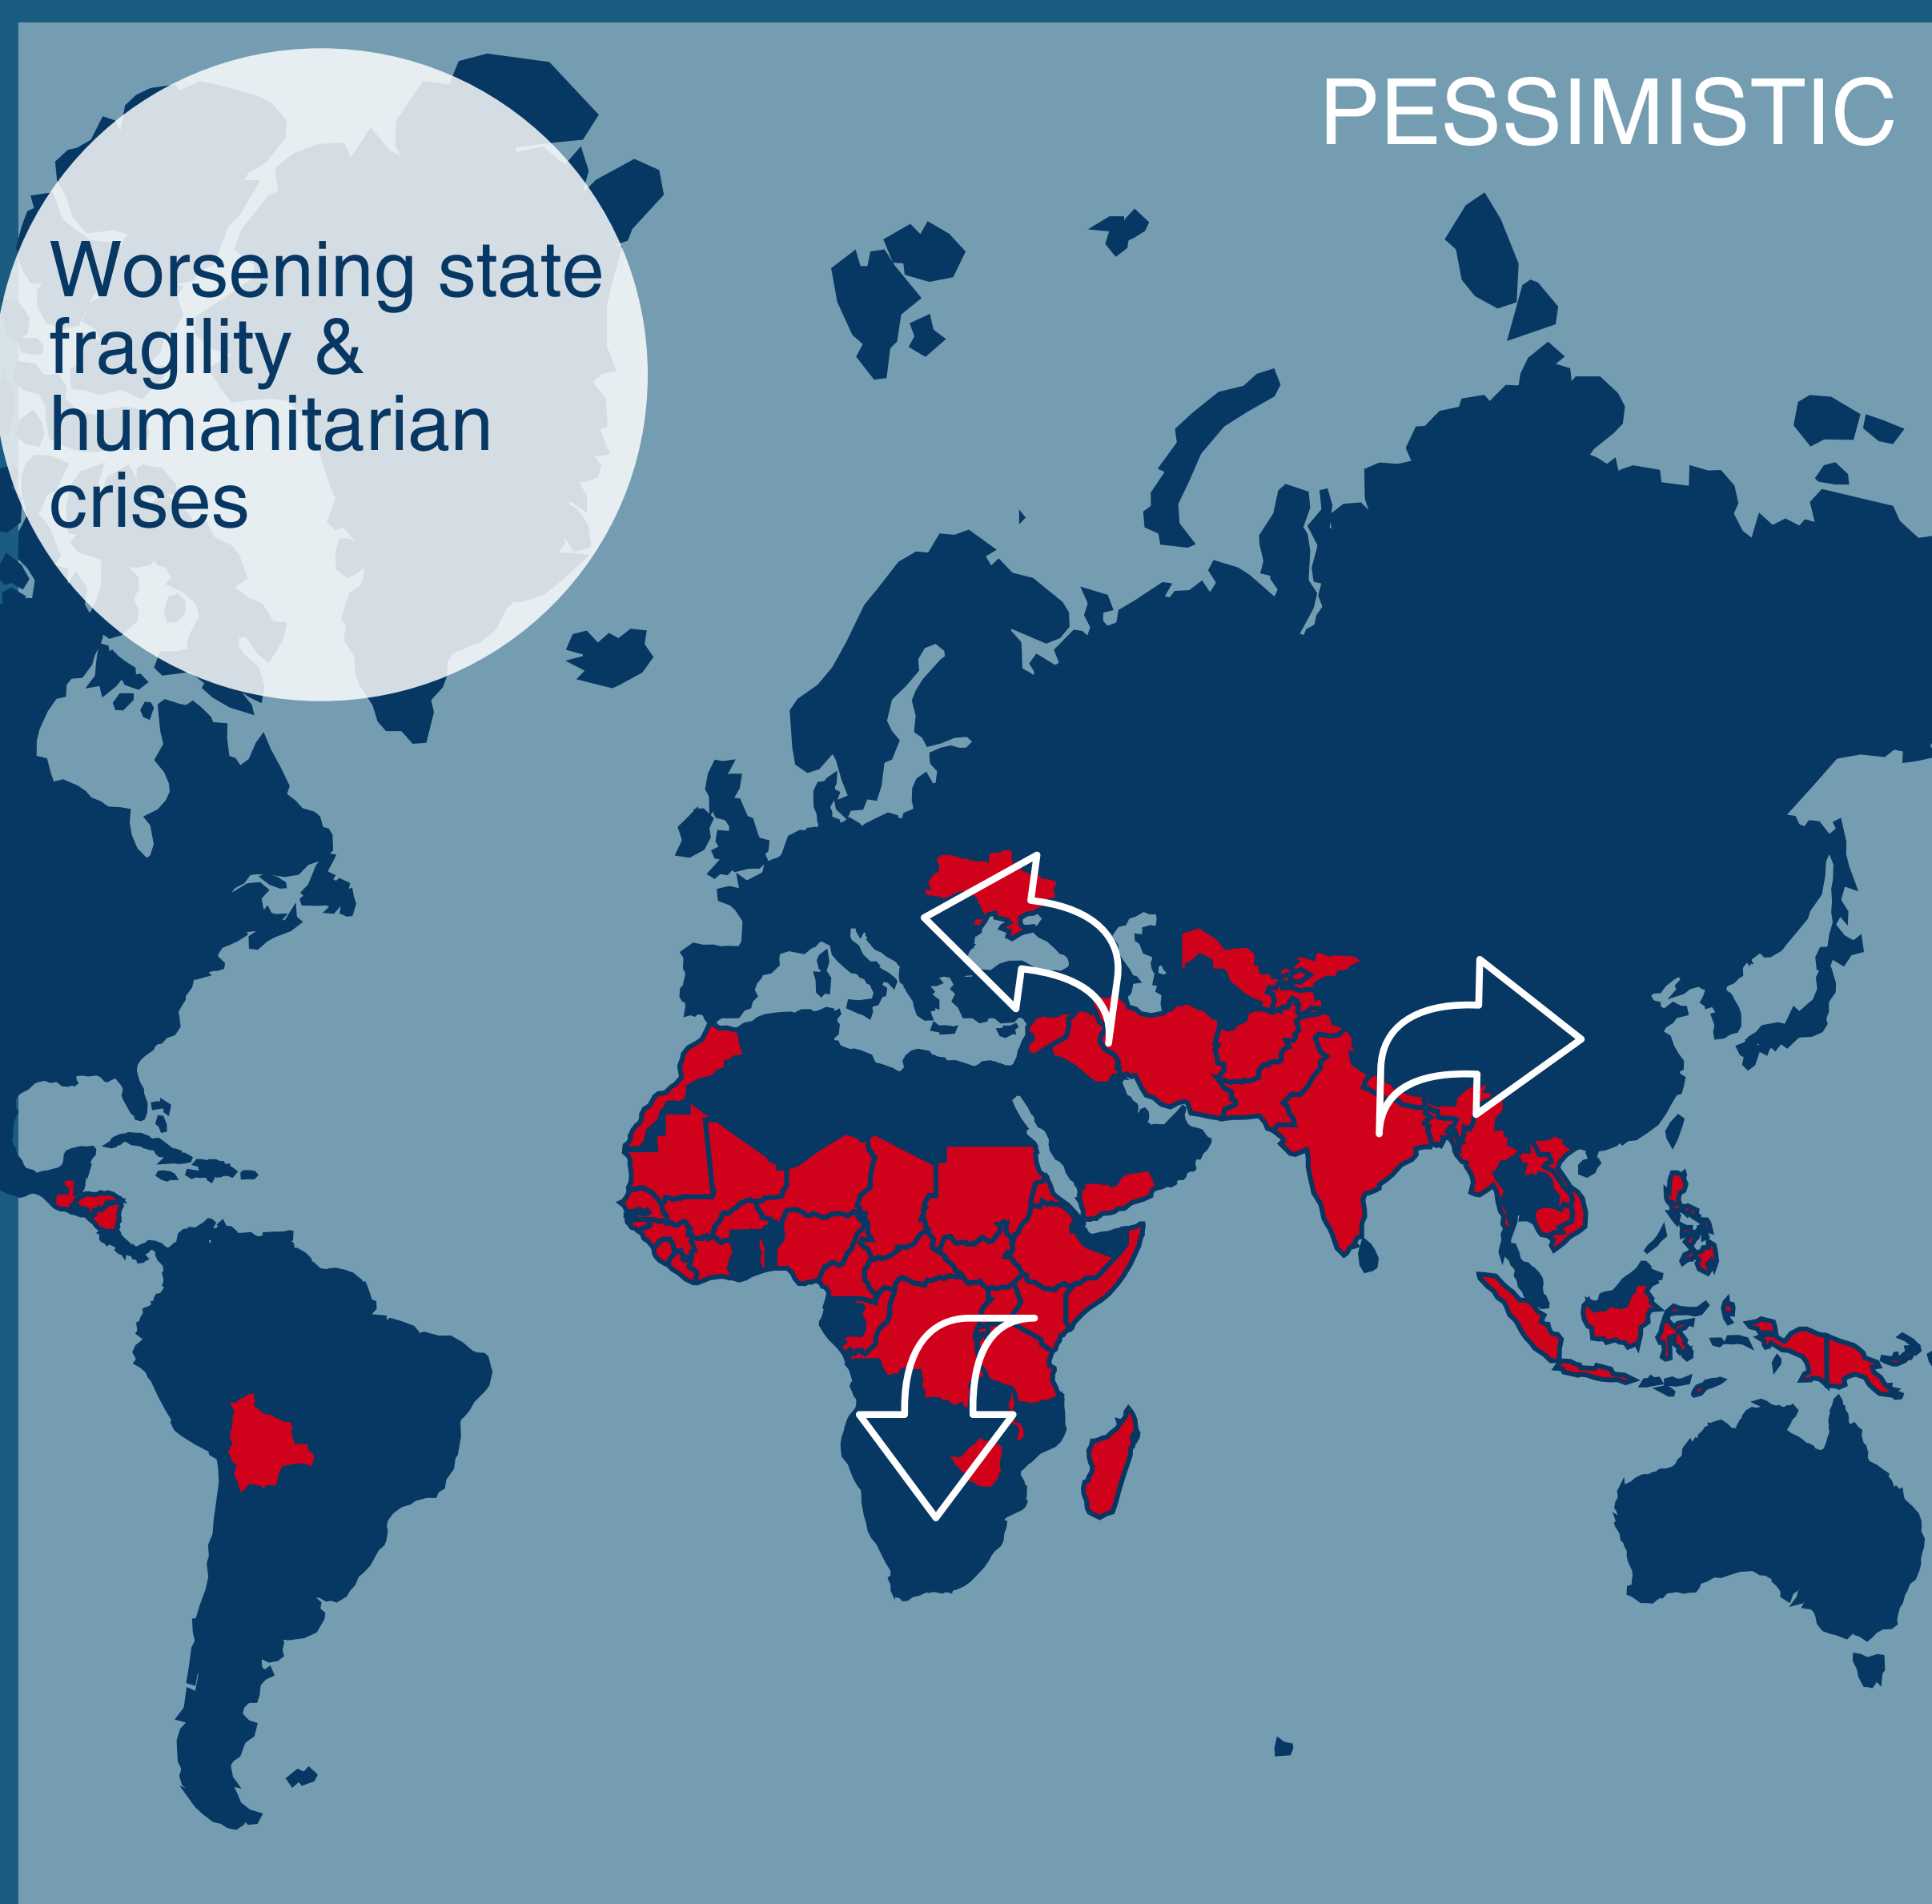 PESSIMISTIC
Worsening state
fragility &
humanitarian
crises